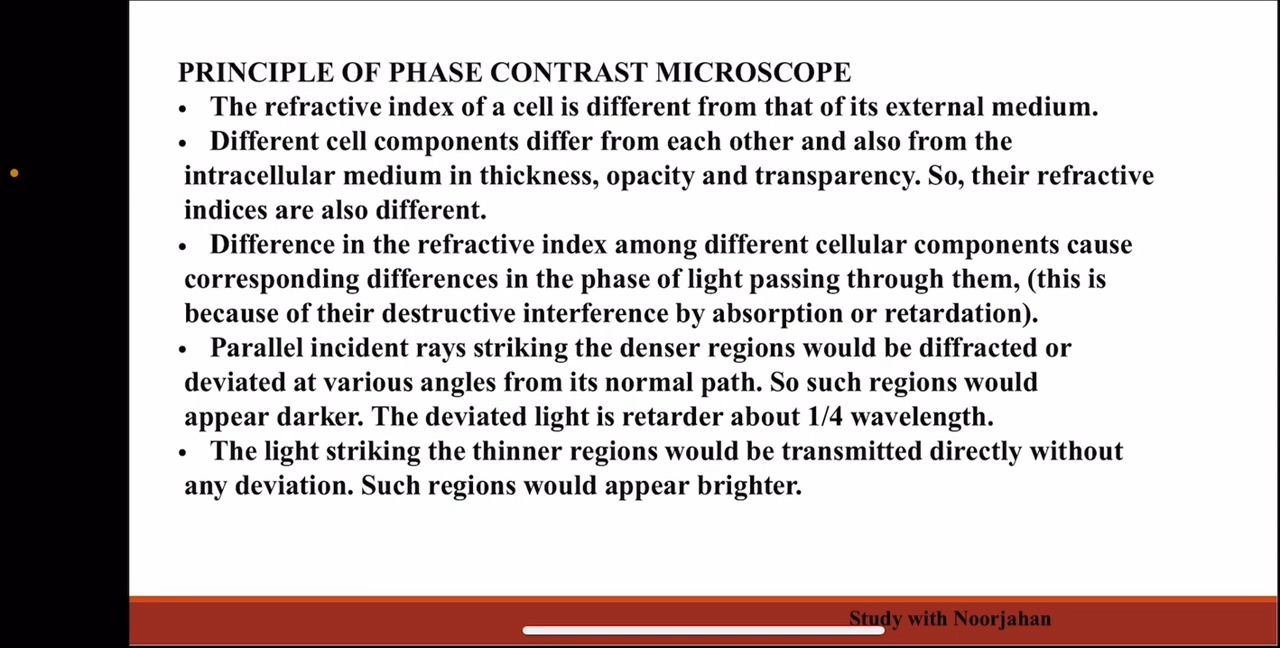 PRINCIPLE OF PHASE CONTRAST MICROSCOPE
• The refractive index of a cell is different from that of its external medium.
• Different cell components differ from each other and also from the
intracellular medium in thickness, opacity and transparency. So, their refractive
indices are also different.
• Difference in the refractive index among different cellular components cause
corresponding differences in the phase of light passing through them, (this is
because of their destructive interference by absorption or retardation).
• Parallel incident rays striking the denser regions would be diffracted or
deviated at various angles from its normal path. So such regions would
appear darker. The deviated light is retarder about 1/4 wavelength.
• The light striking the thinner regions would be transmitted directly without
any deviation. Such regions would appear brighter.
Study with Noorjahan